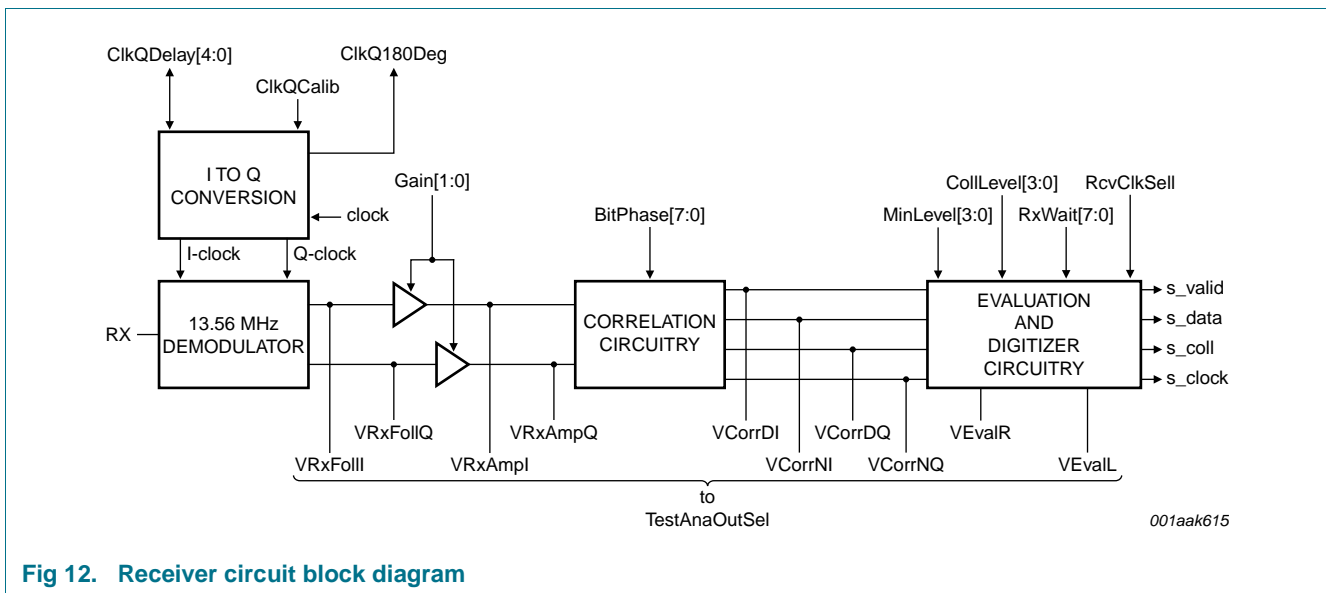 ClkQDelay[4:0]
ClkQ180Deg
ClkQCalib
I TO Q
CONVERSION
clock
I-clock
Q-clock
Gain[1:0]
BitPhase[7:0]
CollLevel[3:0]
RcvClkSelI
MinLevel[3:0]
RxWait[7:0]
RX
13.56 MHz
DEMODULATOR
CORRELATION
CIRCUITRY
EVALUATION
AND
DIGITIZER
CIRCUITRY
s_valid
s_data
s_coll
s_clock
VRxFollQ
VRxAmpQ
VCorrDI
VCorrDQ
VEvalR
VRxFollI
VRxAmpI
VCorrNI
VCorrNQ
VEvalL
to
TestAnaOutSel
001aak615
Fig 12. Receiver circuit block diagram